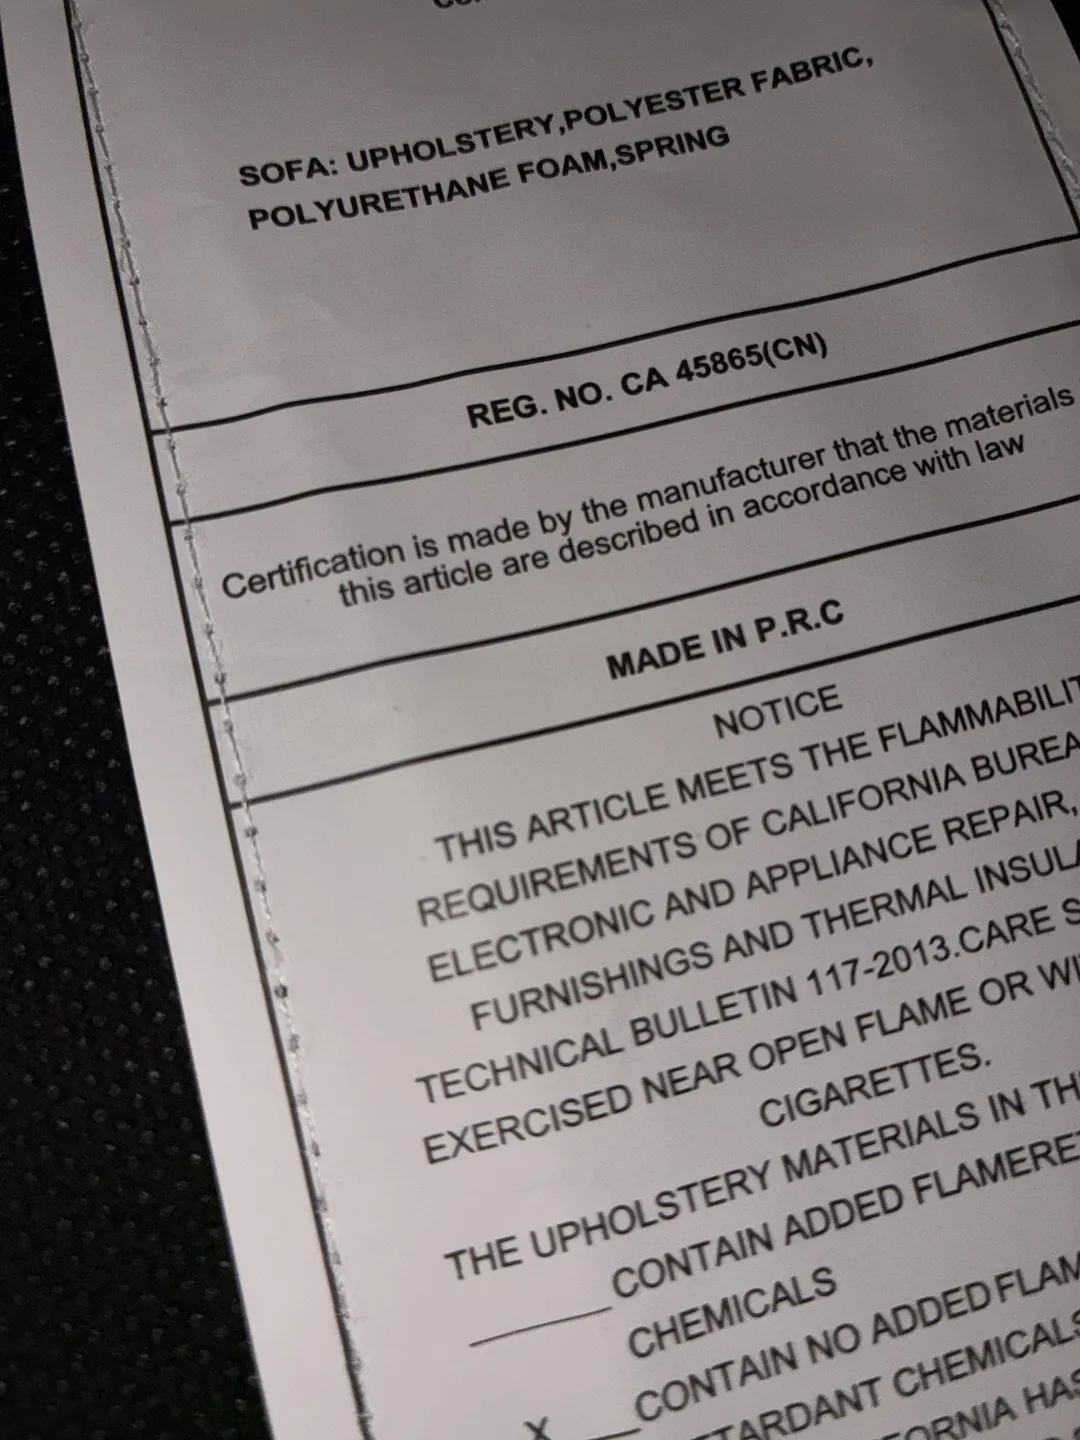 SOFA: UPHOLSTERY,POLYESTER FABRIC,
POLYURETHANE FOAM,SPRING
REG. NO. CA 45865(CN)
Certification is made by the manufacturer that the materials
this article are described in accordance with law
MADE IN P.R.C
NOTICE
THIS ARTICLE MEETS THE
REQUIREMENTS OF CALIFORNIA
ELECTRONIC AND APPLIANCE REPAIR,
FURNISHINGS AND THERMAL
TECHNICAL BULLETIN 117-2013.CARE
EXERCISED NEAR OPEN FLAME OR
CIGARETTES.
THE UPHOLSTERY MATERIALS IN
CONTAIN ADDED
CHEMICALS
X CONTAIN NO ADDED
CHEMICALS
HAS